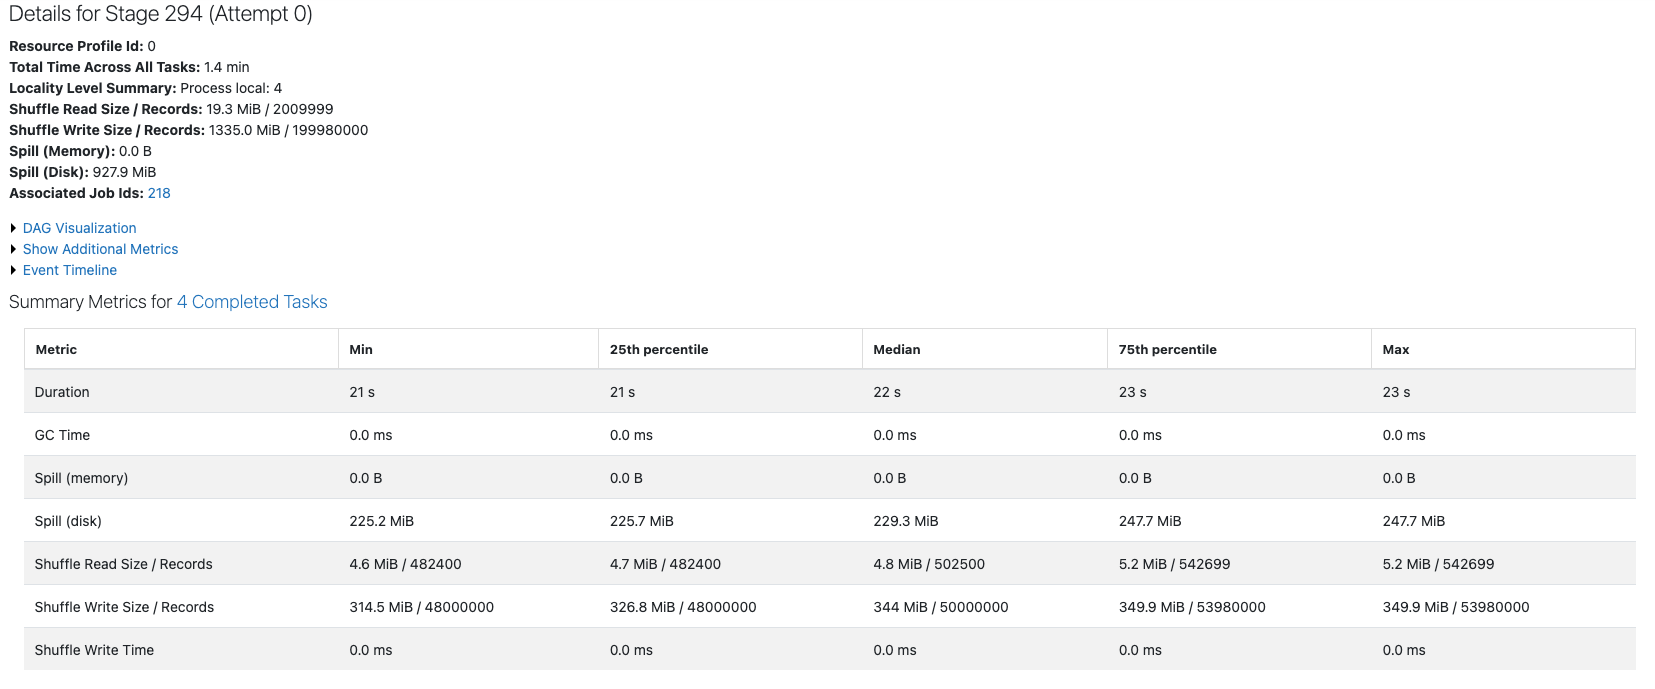 Details for Stage 294 (Attempt 0)
Resource Profile Id: 0
Total Time Across All Tasks: 1.4 min
Locality Level Summary: Process local: 4
Shuffle Read Size / Records: 19.3 MiB / 2009999
Shuffle Write Size / Records: 1335.0 MiB / 199980000
Spill (Memory): 0.0 B
Spill (Disk): 927.9 MiB
Associated Job Ids: 218
DAG Visualization
Show Additional Metrics
Event Timeline
Summary Metrics for 4 Completed Tasks
Metric Min 25th percentile Median 75th percentile Max
Duration 21 s 21 s 22 s 23 s 23 s
GC Time 0.0 ms 0.0 ms 0.0 ms 0.0 ms 0.0 ms
Spill (memory) 0.0 B 0.0 B 0.0 B 0.0 B 0.0 B
Spill (disk) 225.2 MiB 225.7 MiB 229.3 MiB 247.7 MiB 247.7 MiB
Shuffle Read Size / Records 4.6 MiB / 482400 4.7 MiB / 482400 4.8 MiB / 502500 5.2 MiB / 542699 5.2 MiB / 542699
Shuffle Write Size / Records 314.5 MiB / 48000000 326.8 MiB / 48000000 344 MiB / 50000000 349.9 MiB / 53980000 349.9 MiB / 53980000
Shuffle Write Time 0.0 ms 0.0 ms 0.0 ms 0.0 ms 0.0 ms